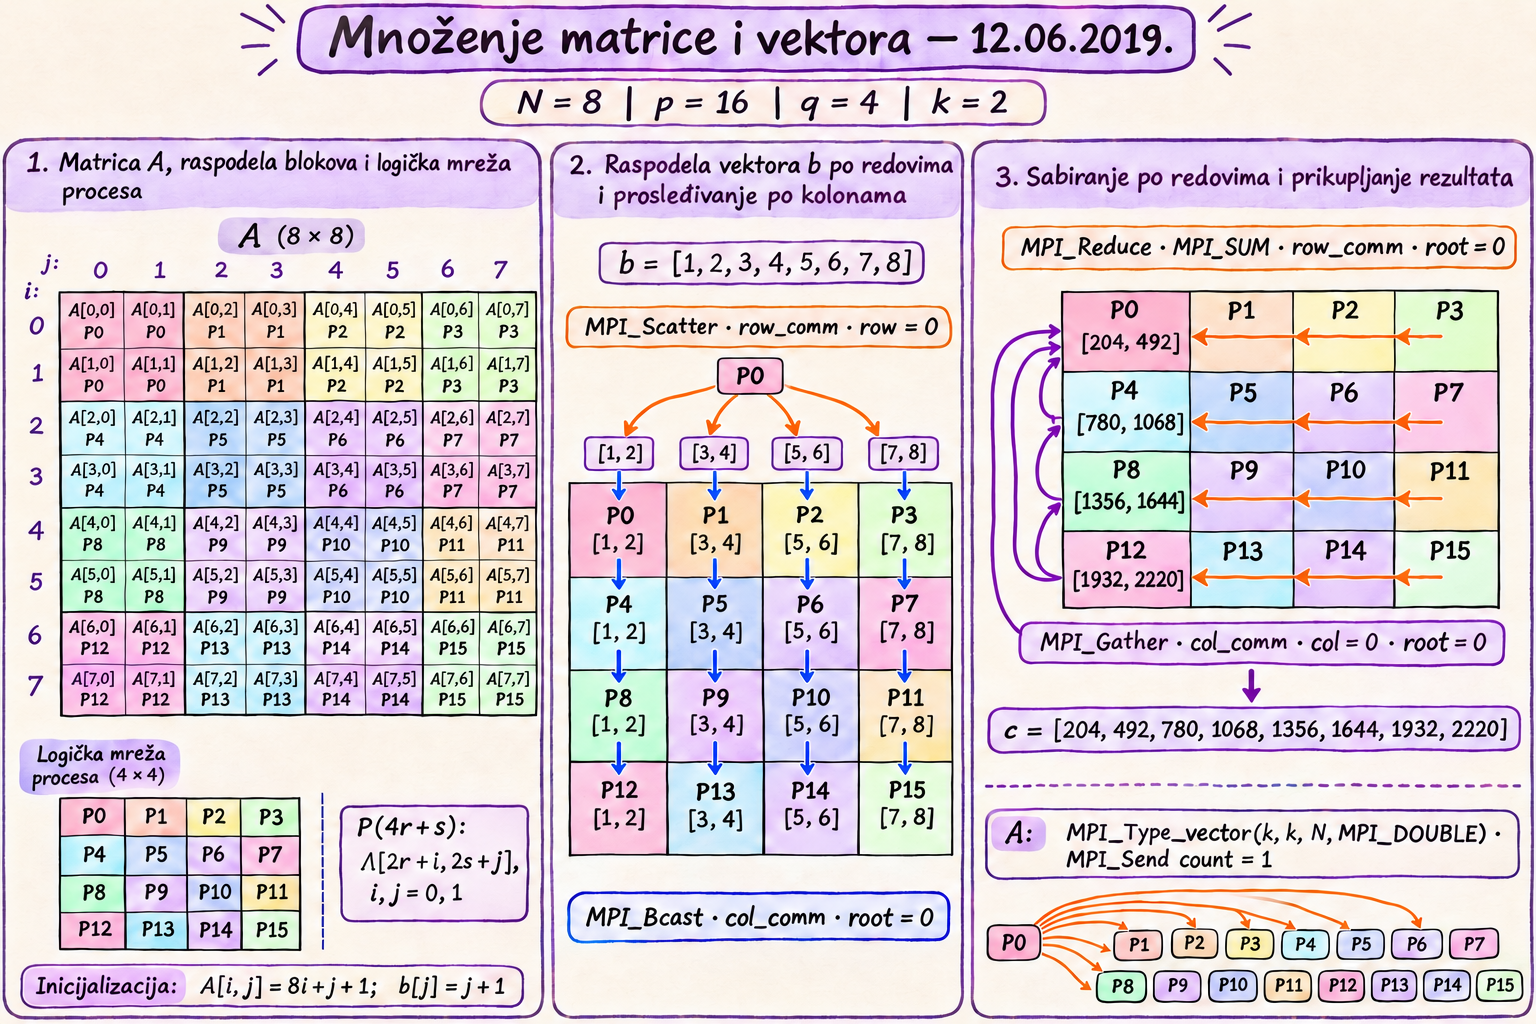 Množenje matrice i vektora – 12.06.2019.
N = 8 | p = 16 | q = 4 | k = 2
1. Matrica A, raspodela blokova i logička mreža
procesa
A (8 × 8)
j: 0 1 2 3 4 5 6 7
i:
0 A[0,0] A[0,1] A[0,2] A[0,3] A[0,4] A[0,5] A[0,6] A[0,7]
P0 P0 P1 P1 P2 P2 P3 P3
1 A[1,0] A[1,1] A[1,2] A[1,3] A[1,4] A[1,5] A[1,6] A[1,7]
P0 P0 P1 P1 P2 P2 P3 P3
2 A[2,0] A[2,1] A[2,2] A[2,3] A[2,4] A[2,5] A[2,6] A[2,7]
P4 P4 P5 P5 P6 P6 P7 P7
3 A[3,0] A[3,1] A[3,2] A[3,3] A[3,4] A[3,5] A[3,6] A[3,7]
P4 P4 P5 P5 P6 P6 P7 P7
4 A[4,0] A[4,1] A[4,2] A[4,3] A[4,4] A[4,5] A[4,6] A[4,7]
P8 P8 P9 P9 P10 P10 P11 P11
5 A[5,0] A[5,1] A[5,2] A[5,3] A[5,4] A[5,5] A[5,6] A[5,7]
P8 P8 P9 P9 P10 P10 P11 P11
6 A[6,0] A[6,1] A[6,2] A[6,3] A[6,4] A[6,5] A[6,6] A[6,7]
P12 P12 P13 P13 P14 P14 P15 P15
7 A[7,0] A[7,1] A[7,2] A[7,3] A[7,4] A[7,5] A[7,6] A[7,7]
P12 P12 P13 P13 P14 P14 P15 P15
Logička mreža
procesa (4 × 4)
P0 P1 P2 P3
P4 P5 P6 P7
P8 P9 P10 P11
P12 P13 P14 P15
P(4r + s):
Λ[2r + i, 2s + j],
i, j = 0, 1
Inicijalizacija: A[i, j] = 8i + j + 1; b[j] = j + 1
2. Raspodela vektora b po redovima
i prosleđivanje po kolonama
b = [1, 2, 3, 4, 5, 6, 7, 8]
MPI_Scatter · row_comm · row = 0
P0
[1, 2] [3, 4] [5, 6] [7, 8]
P0 P1 P2 P3
[1, 2] [3, 4] [5, 6] [7, 8]
P4 P5 P6 P7
[1, 2] [3, 4] [5, 6] [7, 8]
P8 P9 P10 P11
[1, 2] [3, 4] [5, 6] [7, 8]
P12 P13 P14 P15
[1, 2] [3, 4] [5, 6] [7, 8]
MPI_Bcast · col_comm · root = 0
3. Sabiranje po redovima i prikupljanje rezultata
MPI_Reduce · MPI_SUM · row_comm · root = 0
P0 P1 P2 P3
[204, 492]
P4 P5 P6 P7
[780, 1068]
P8 P9 P10 P11
[1356, 1644]
P12 P13 P14 P15
[1932, 2220]
MPI_Gather · col_comm · col = 0 · root = 0
c = [204, 492, 780, 1068, 1356, 1644, 1932, 2220]
A: MPI_Type_vector(k, k, N, MPI_DOUBLE) ·
MPI_Send count = 1
P0 P1 P2 P3 P4 P5 P6 P7
P8 P9 P10 P11 P12 P13 P14 P15